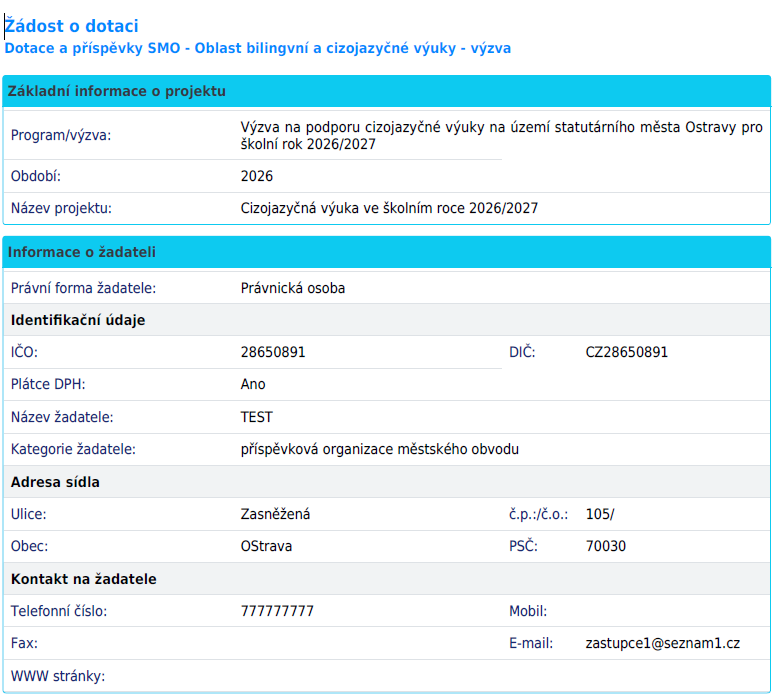 Žádost o dotaci
Dotace a příspěvky SMO - Oblast bilingvní a cizojazyčné výuky - výzva
Základní informace o projektu
Program/výzva: Výzva na podporu cizojazyčné výuky na území statutárního města Ostravy pro
školní rok 2026/2027
Období: 2026
Název projektu: Cizojazyčná výuka ve školním roce 2026/2027
Informace o žadateli
Právní forma žadatele: Právnická osoba
Identifikační údaje
IČO: 28650891 DIČ: CZ28650891
Plátce DPH: Ano
Název žadatele: TEST
Kategorie žadatele: příspěvková organizace městského obvodu
Adresa sídla
Ulice: Zasněžená č.p.:/č.o.: 105/
Obec: OStrava PSČ: 70030
Kontakt na žadatele
Telefonní číslo: 777777777 Mobil:
Fax: E-mail: zastupce1@seznam1.cz
WWW stránky: